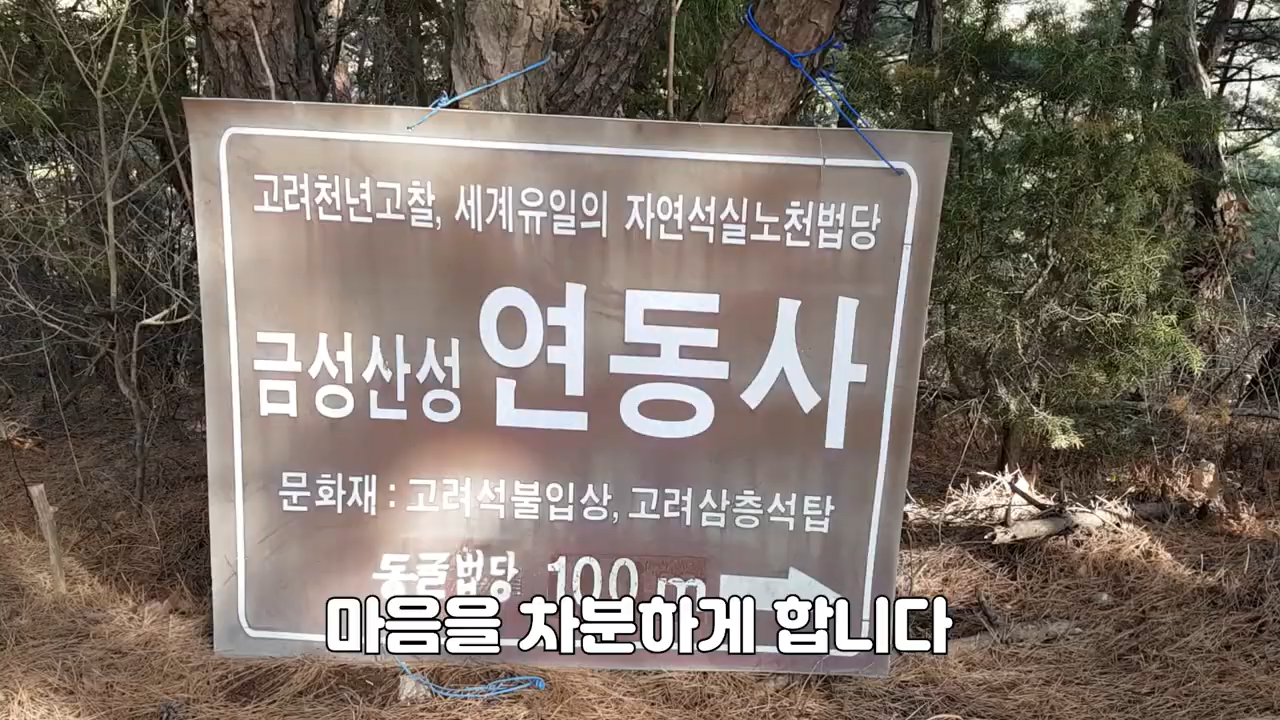 고려천년고찰, 세계유일의 자연석실노천법당
금성산성 연동사
문화재 : 고려석불입상, 고려삼층석탑
동굴법당 100 m
마음을 차분하게 합니다